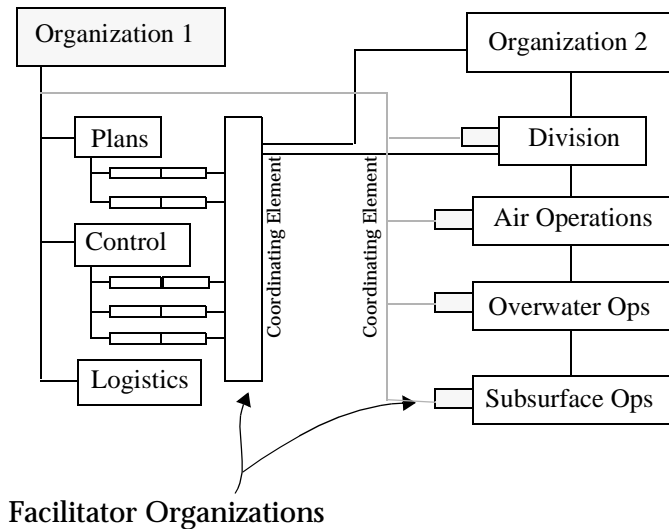 Organization 1
Organization 2
Plans
Division
Control
Air Operations
Overwater Ops
Logistics
Subsurface Ops
Coordinating Element
Coordinating Element
Facilitator Organizations